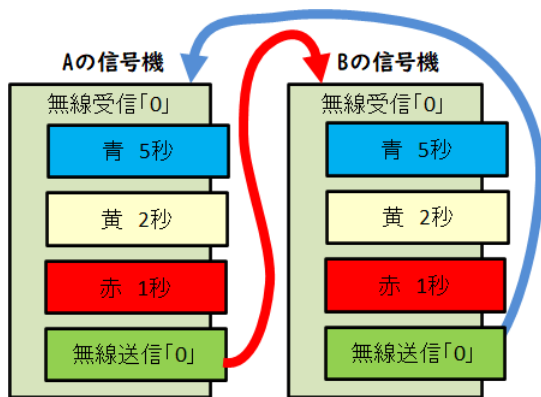 Aの信号機
無線受信「0」
青 5秒
黄 2秒
赤 1秒
無線送信「0」
Bの信号機
無線受信「0」
青 5秒
黄 2秒
赤 1秒
無線送信「0」